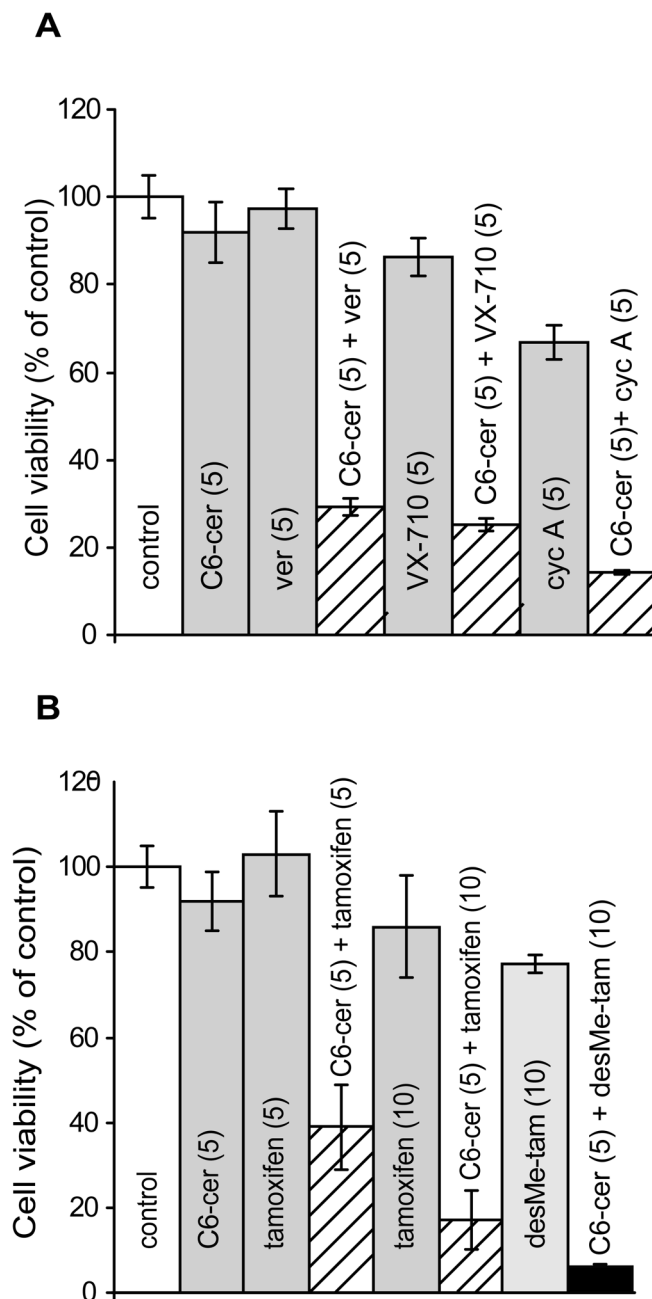 A
Cell viability (% of control)
120
100
80
60
40
20
0
control
C6-cer (5)
ver (5)
C6-cer (5) + ver (5)
VX-710 (5)
C6-cer (5) + VX-710 (5)
cyc A (5)
C6-cer (5)+ cyc A (5)
B
Cell viability (% of control)
120
100
80
60
40
20
0
control
C6-cer (5)
tamoxifen (5)
C6-cer (5) + tamoxifen (5)
tamoxifen (10)
C6-cer (5) + tamoxifen (10)
desMe-tam (10)
C6-cer (5) + desMe-tam (10)